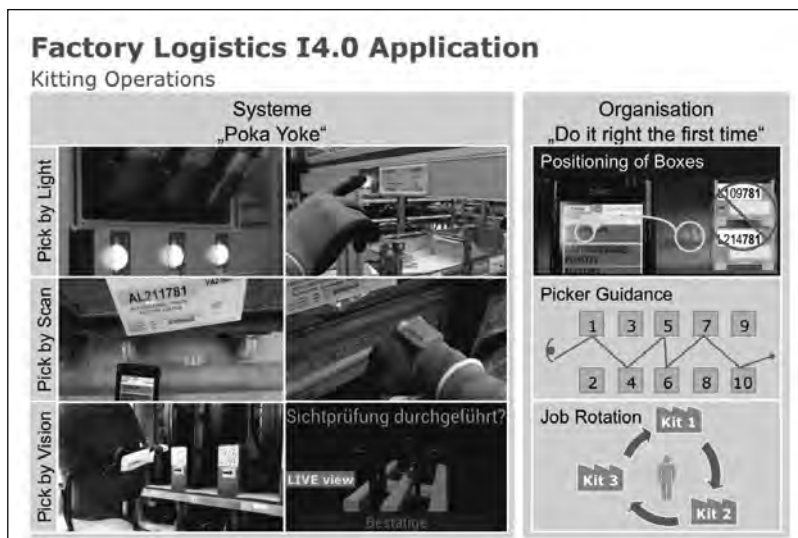 Factory Logistics I4.0 Application
Kitting Operations
Systeme
„Poka Yoke“
Organisation
„Do it right the first time“
Pick by Light
Positioning of Boxes
109781
L214781
Pick by Scan
AL211781
Picker Guidance
1 3 5 7 9
2 4 6 8 10
Pick by Vision
Sichtprüfung durchgeführt?
LIVE view
Bestätige
Job Rotation
Kit 1
Kit 3
Kit 2